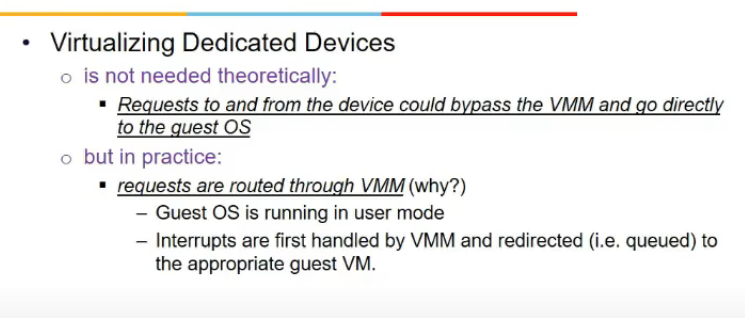 • Virtualizing Dedicated Devices
o is not needed theoretically:
▪ Requests to and from the device could bypass the VMM and go directly
to the guest OS
o but in practice:
▪ requests are routed through VMM (why?)
– Guest OS is running in user mode
– Interrupts are first handled by VMM and redirected (i.e. queued) to
the appropriate guest VM.